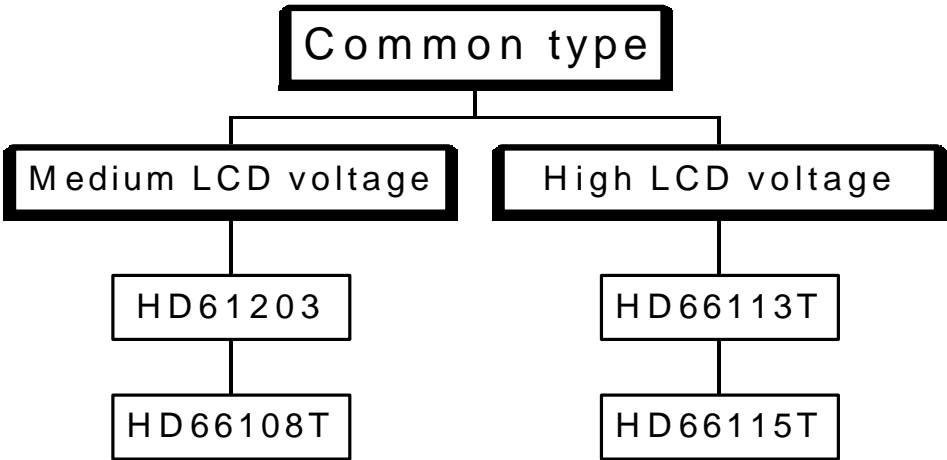 Common type
Medium LCD voltage
High LCD voltage
HD61203
HD66113T
HD66108T
HD66115T